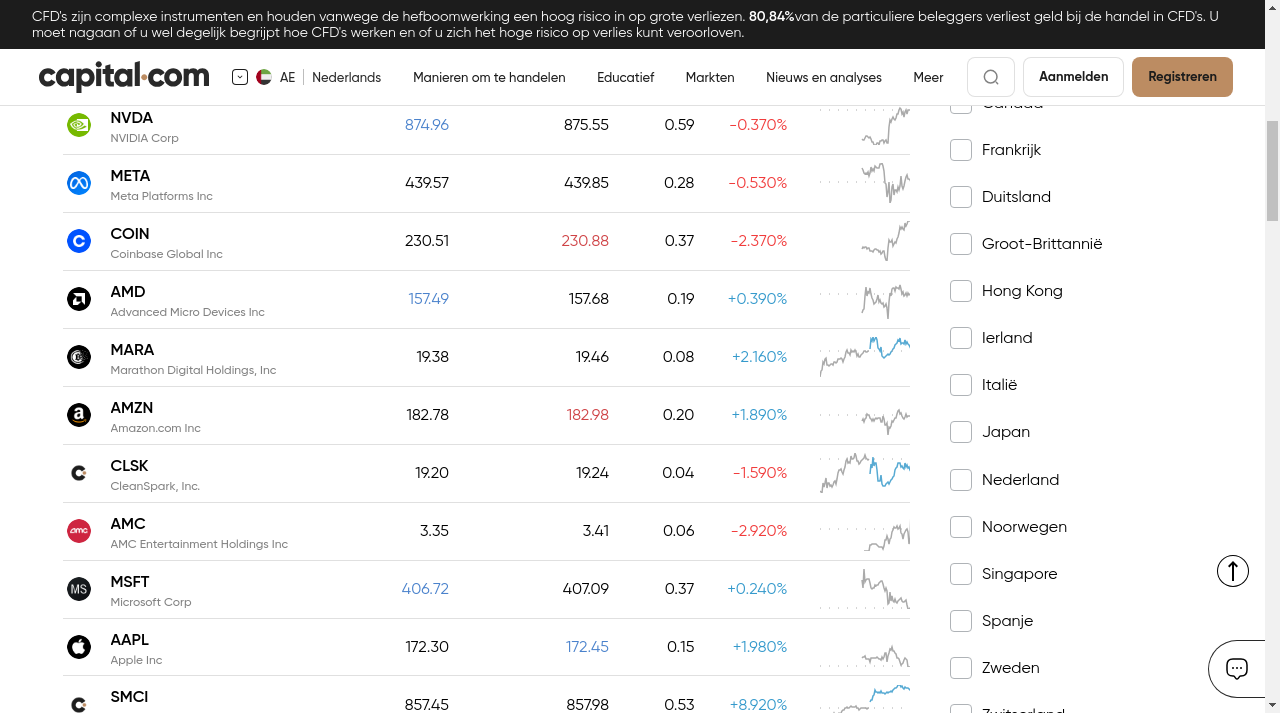 CFD's zijn complexe instrumenten en houden vanwege de hefboomwerking een hoog risico in op grote verliezen. 80,84%van de particuliere beleggers verliest geld bij de handel in CFD's. U
moet nagaan of u wel degelijk begrijpt hoe CFD's werken en of u zich het hoge risico op verlies kunt veroorloven.
capital.com AE Nederlands Manieren om te handelen Educatief Markten Nieuws en analyses Meer Aanmelden Registreren
Canada
NVDA 874.96 875.55 0.59 -0.370%
NVIDIA Corp
Frankrijk
META 439.57 439.85 0.28 -0.530%
Meta Platforms Inc
Duitsland
COIN 230.51 230.88 0.37 -2.370%
Coinbase Global Inc
Groot-Brittannië
AMD 157.49 157.68 0.19 +0.390%
Advanced Micro Devices Inc
Hong Kong
MARA 19.38 19.46 0.08 +2.160%
Marathon Digital Holdings, Inc
Ierland
Italië
AMZN 182.78 182.98 0.20 +1.890%
Amazon.com Inc
Japan
CLSK 19.20 19.24 0.04 -1.590%
CleanSpark, Inc.
Nederland
AMC 3.35 3.41 0.06 -2.920%
AMC Entertainment Holdings Inc
Noorwegen
MS MSFT 406.72 407.09 0.37 +0.240%
Microsoft Corp
Singapore
Spanje
AAPL 172.30 172.45 0.15 +1.980%
Apple Inc
Zweden
SMCI 857.45 857.98 0.53 +8.920%
Zwitserland